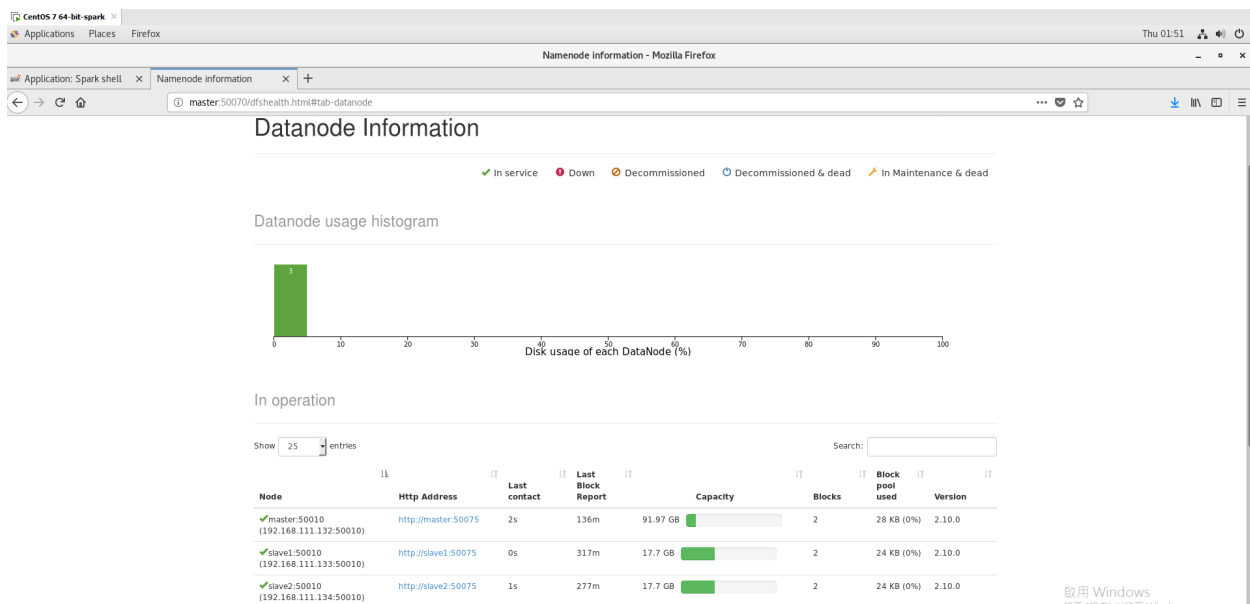 CentOS 7 64-bit-spark
Applications Places Firefox Thu 01:51
Namenode information - Mozilla Firefox
Application: Spark shell Namenode information
master:50070/dfshealth.html#tab-datanode
Datanode Information
In service Down Decommissioned Decommissioned & dead In Maintenance & dead
Datanode usage histogram
3
0 10 20 30 40 50 60 70 80 90 100
Disk usage of each DataNode (%)
In operation
Show 25 entries Search:
Node Http Address Last contact Last Block Report Capacity Blocks Block pool used Version
master:50010 (192.168.111.132:50010) http://master:50075 2s 136m 91.97 GB 2 28 KB (0%) 2.10.0
slave1:50010 (192.168.111.133:50010) http://slave1:50075 0s 317m 17.7 GB 2 24 KB (0%) 2.10.0
slave2:50010 (192.168.111.134:50010) http://slave2:50075 1s 277m 17.7 GB 2 24 KB (0%) 2.10.0
啟用 Windows